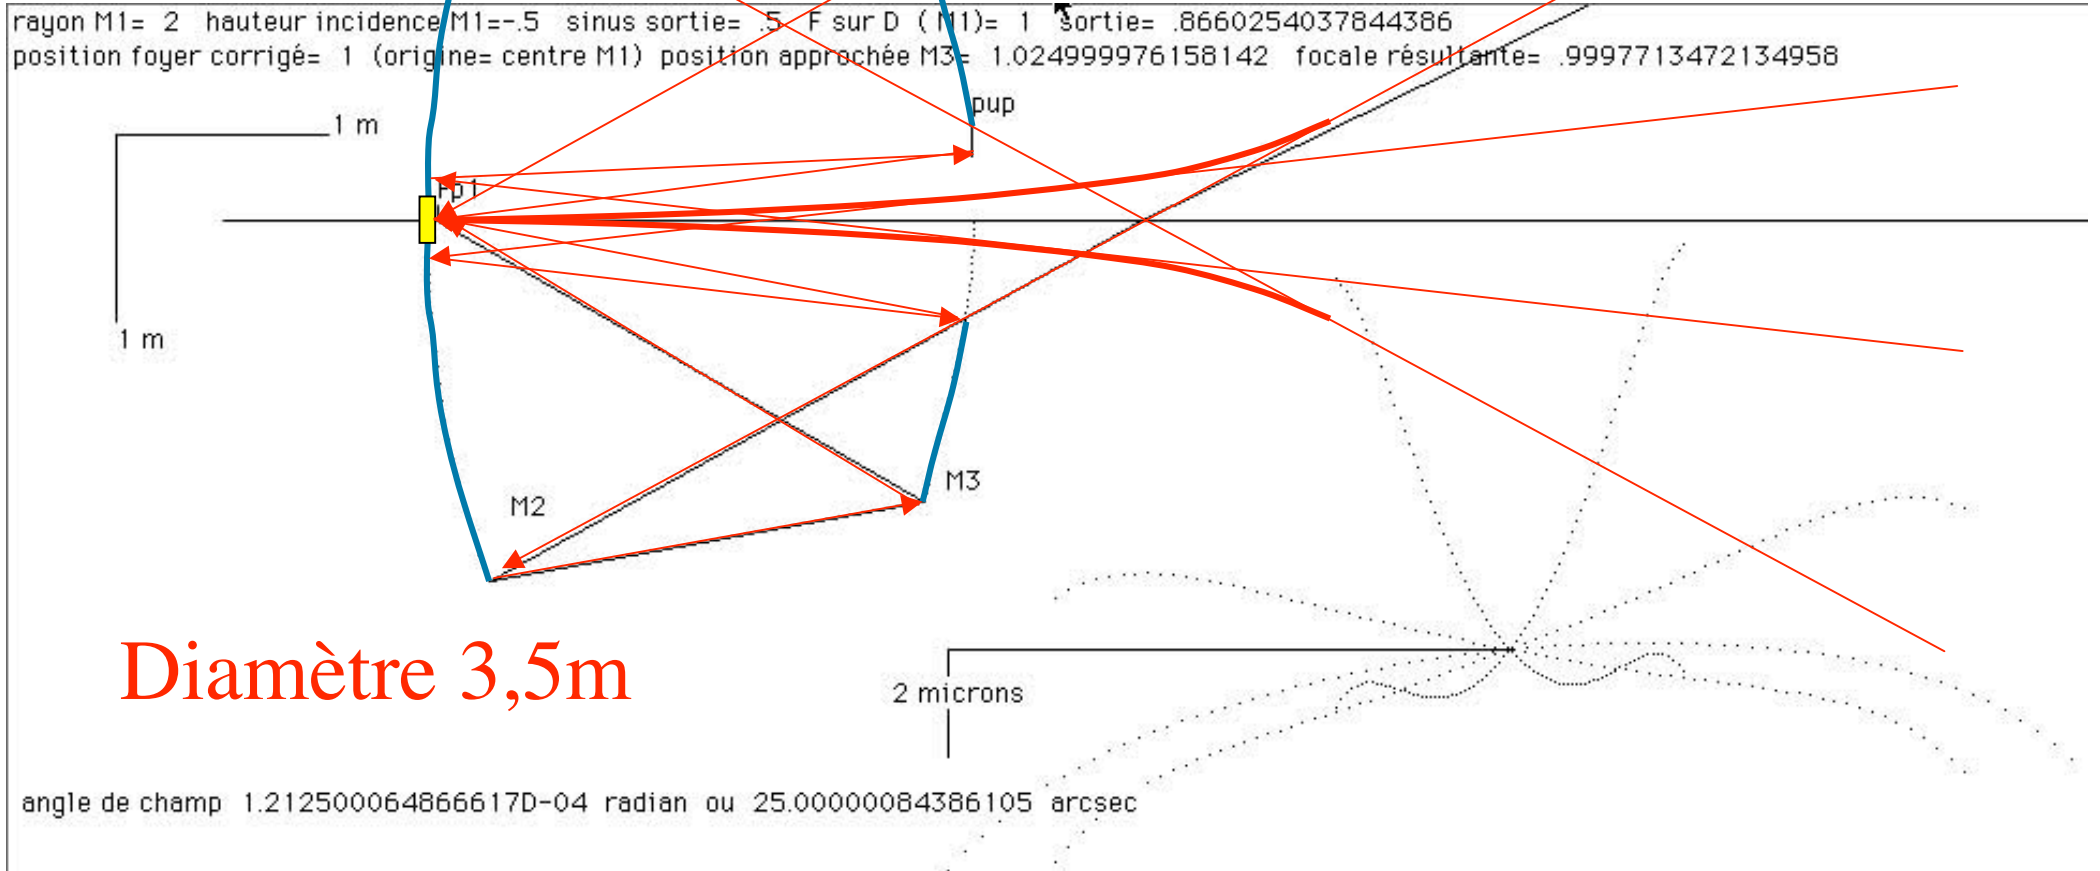 rayon M1= 2 hauteur incidence M1=-.5 sinus sortie= .5 F sur D ( M1)= 1 sortie= .8660254037844386
position foyer corrigé= 1 (origine= centre M1) position approchée M3= 1.024999976158142 focale résultante= .9997713472134958
pup
1 m
Fp1
1 m
M3
M2
Diamètre 3,5m
2 microns
angle de champ 1.212500064866617D-04 radian ou 25.00000084386105 arcsec